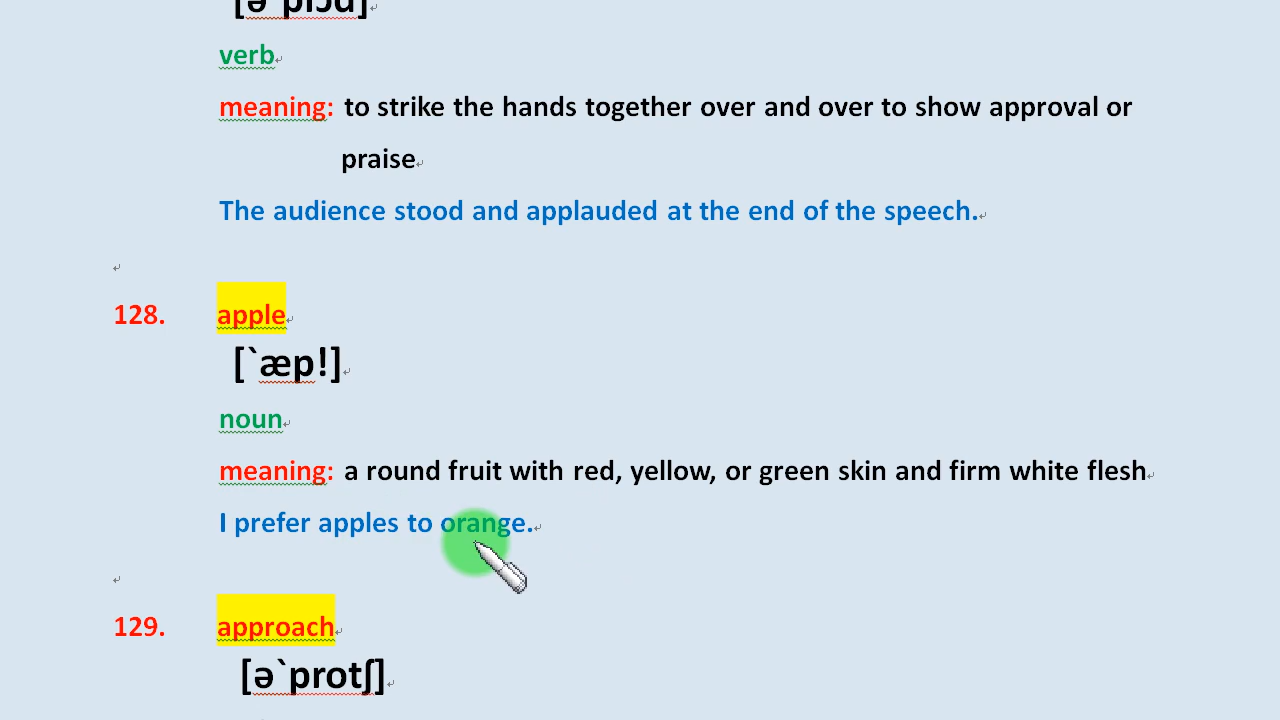 [ə`plɔd]
verb
meaning: to strike the hands together over and over to show approval or
praise
The audience stood and applauded at the end of the speech.
128. apple
[`æp!]
noun
meaning: a round fruit with red, yellow, or green skin and firm white flesh
I prefer apples to orange.
129. approach
[ə`protʃ]